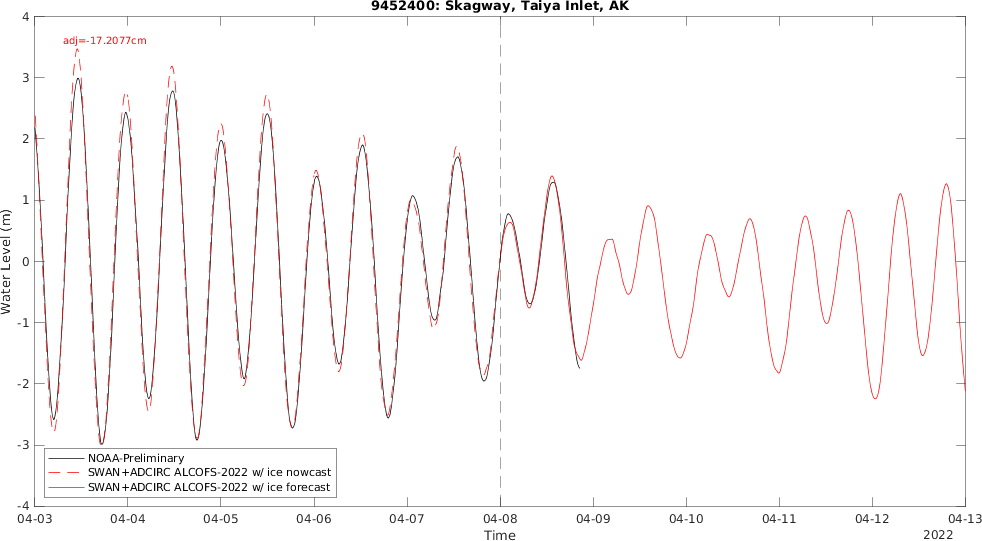 9452400: Skagway, Taiya Inlet, AK
adj=-17.2077cm
4
3
2
1
0
-1
-2
-3
-4
Water Level (m)
NOAA-Preliminary
SWAN+ADCIRC ALCOFS-2022 w/ ice nowcast
SWAN+ADCIRC ALCOFS-2022 w/ ice forecast
04-03 04-04 04-05 04-06 04-07 04-08 04-09 04-10 04-11 04-12 04-13
Time
2022